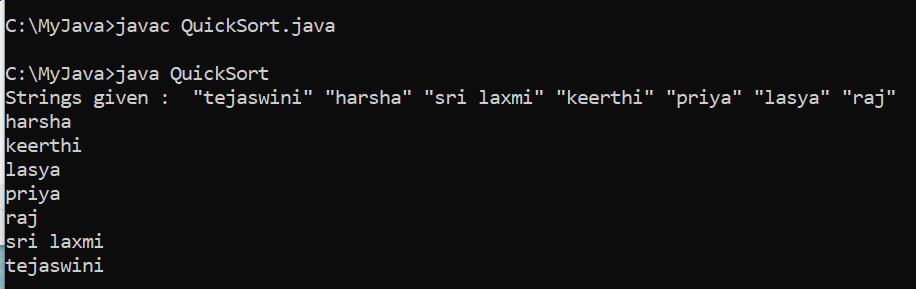 C:\MyJava>javac QuickSort.java
C:\MyJava>java QuickSort
Strings given :  "tejaswini" "harsha" "sri laxmi" "keerthi" "priya" "lasya" "raj"
harsha
keerthi
lasya
priya
raj
sri laxmi
tejaswini